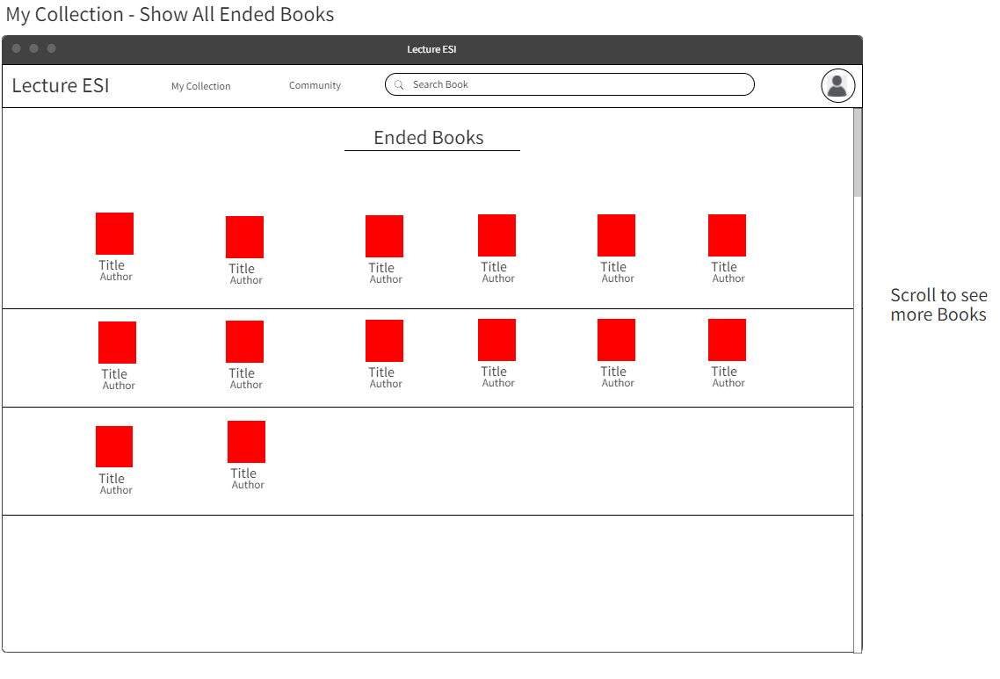 My Collection - Show All Ended Books
Lecture ESI
Lecture ESI
My Collection
Community
Search Book
Ended Books
Title
Author
Title
Author
Title
Author
Title
Author
Title
Author
Title
Author
Title
Author
Title
Author
Title
Author
Title
Author
Title
Author
Title
Author
Title
Author
Title
Author
Scroll to see
more Books